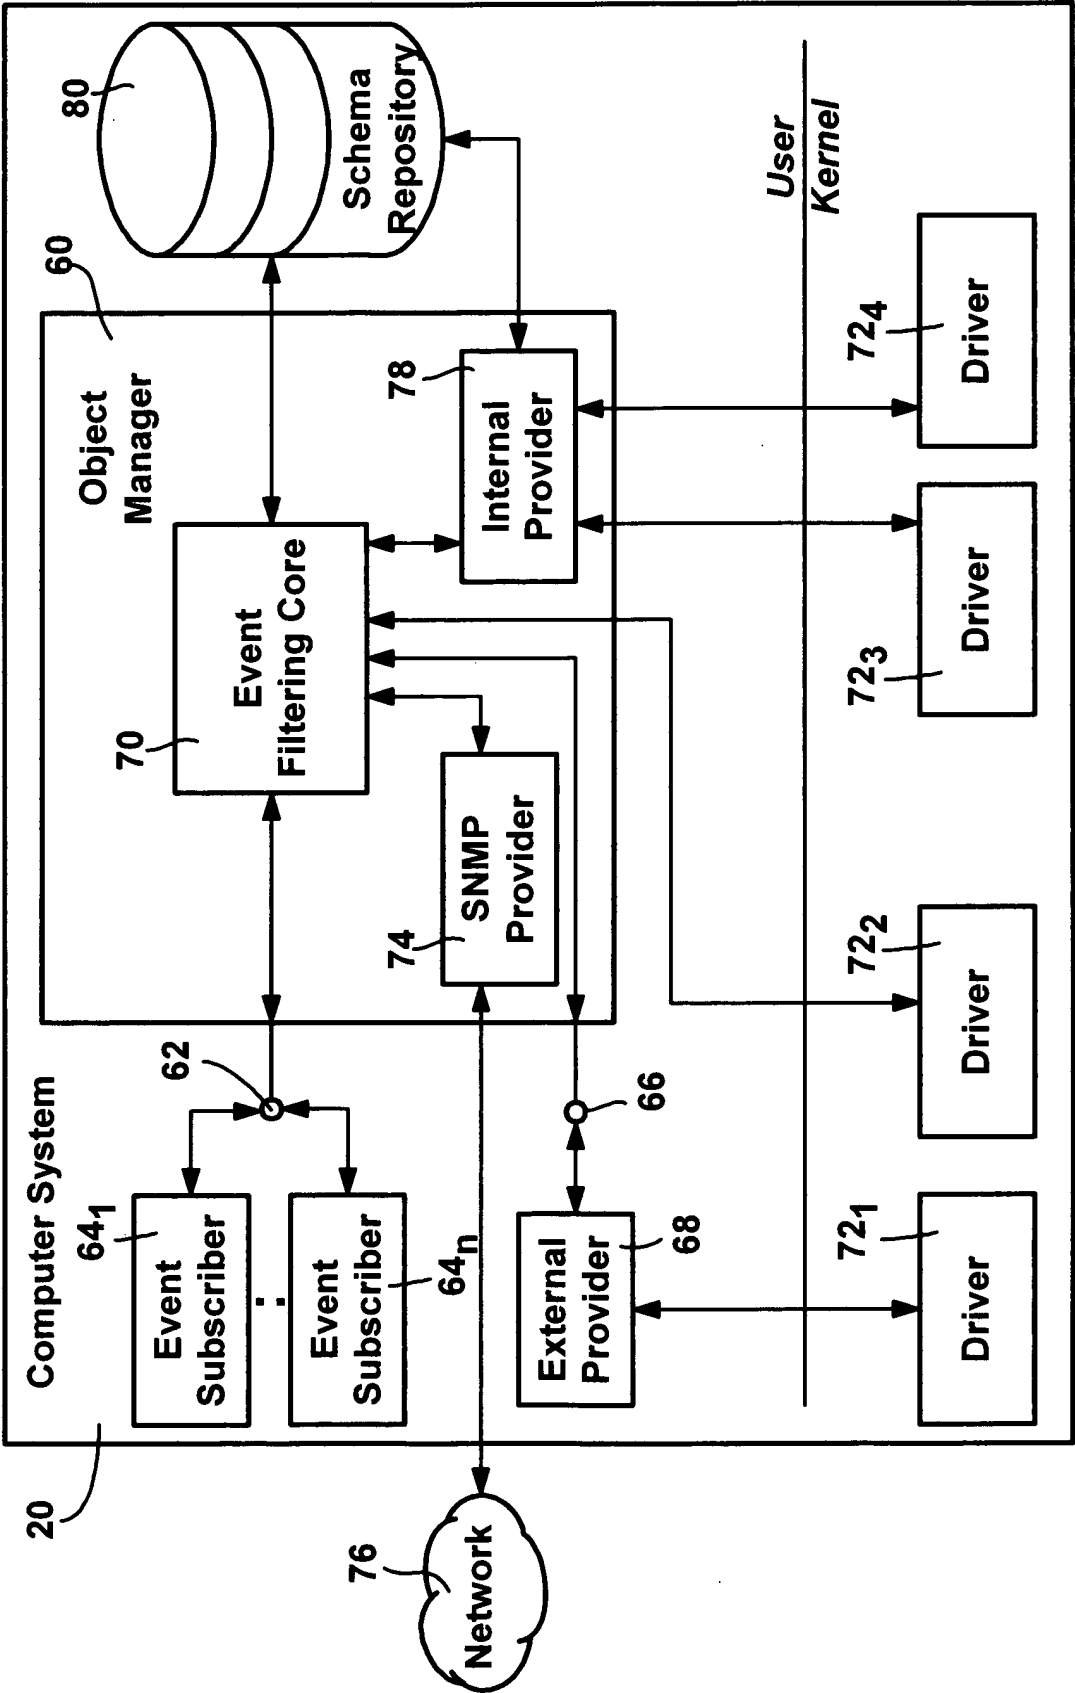 20
Computer System
60
Object
Manager
80
Schema
Repository
64₁
Event
Subscriber
62
70
Event
Filtering Core
. .
Event
Subscriber
64ₙ
74
SNMP
Provider
78
Internal
Provider
76
Network
External
Provider
68
66
User
Kernel
72₁
Driver
72₂
Driver
72₃
Driver
72₄
Driver